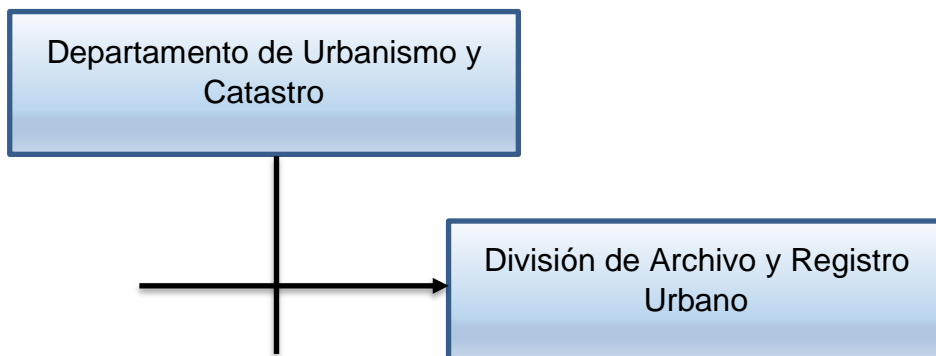 Departamento de Urbanismo y
Catastro
División de Archivo y Registro
Urbano